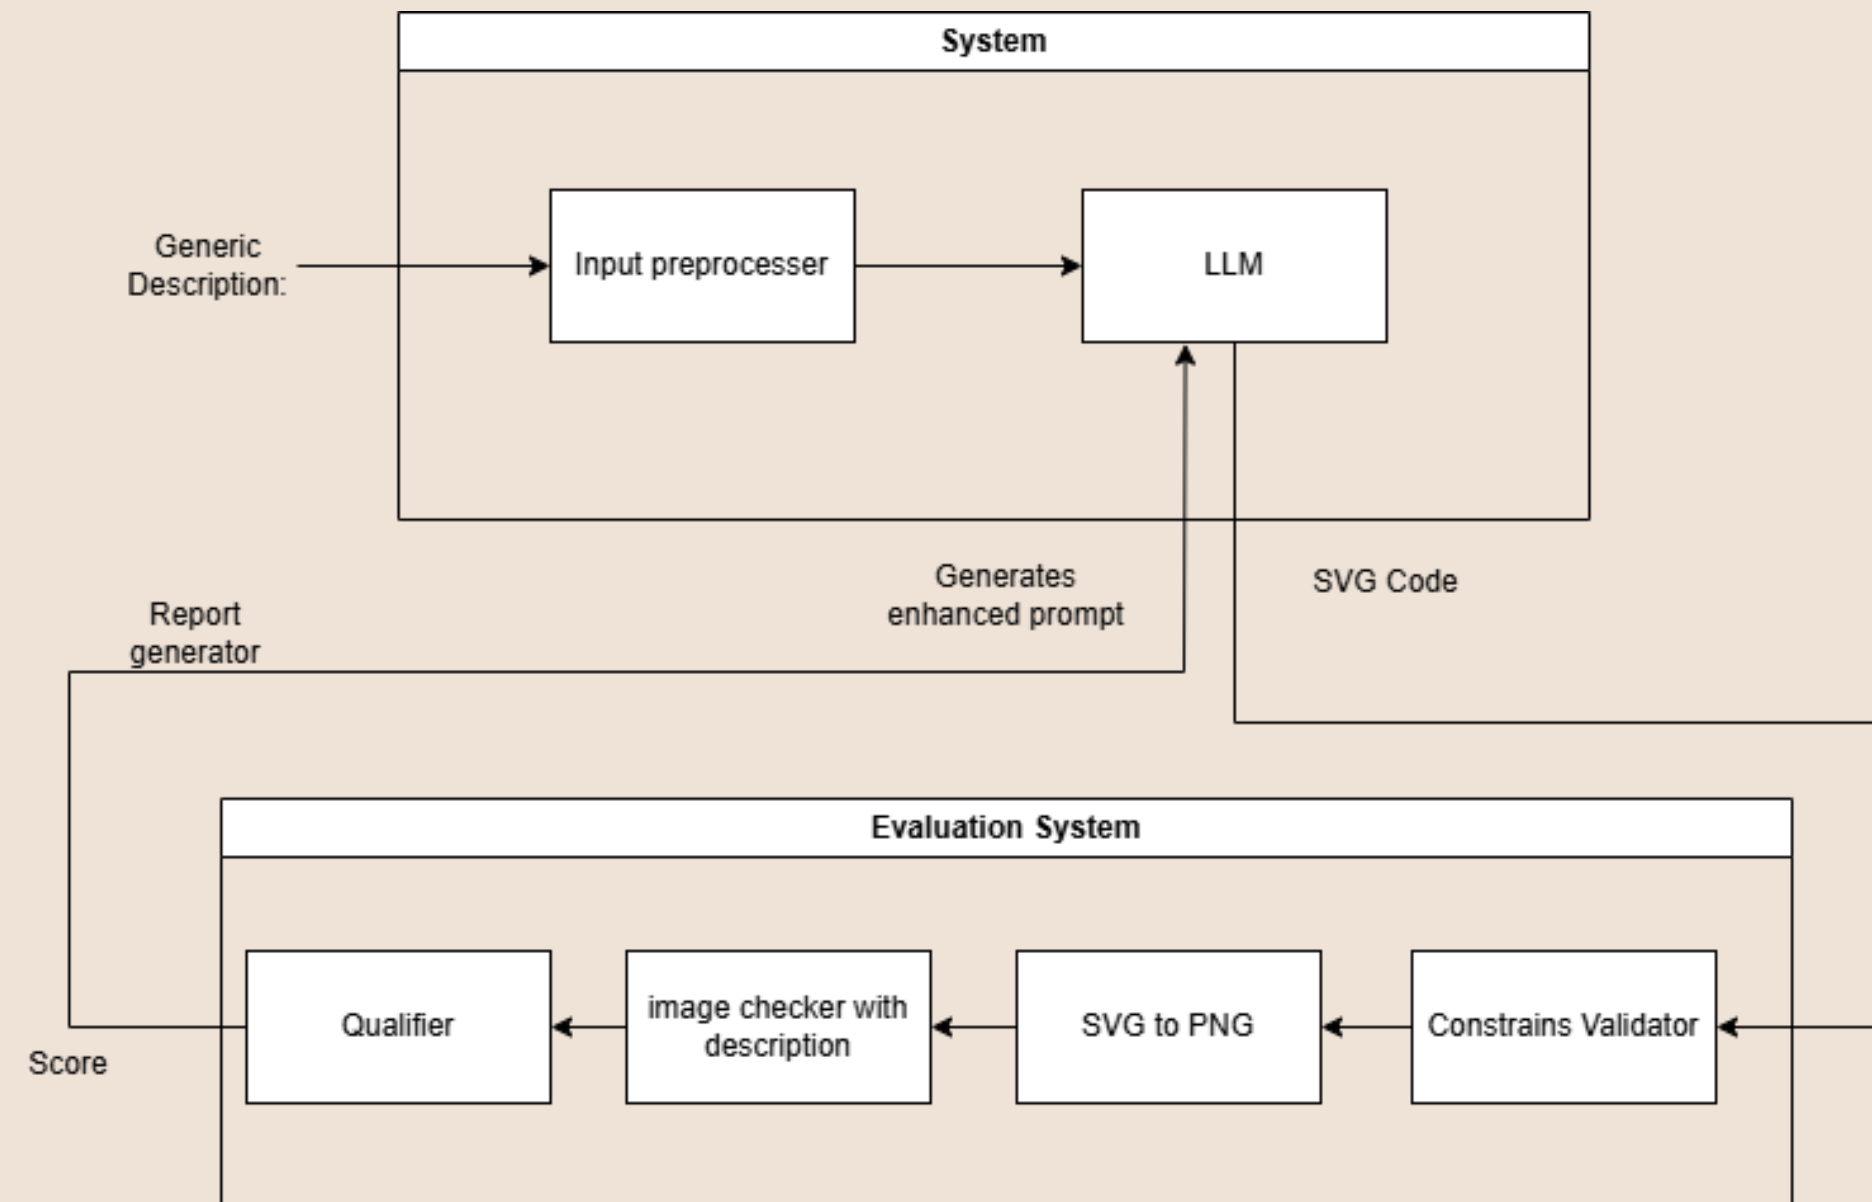 System
Generic
Description:
Input preprocesser
LLM
Generates
enhanced prompt
SVG Code
Report
generator
Evaluation System
Qualifier
image checker with
description
SVG to PNG
Constrains Validator
Score